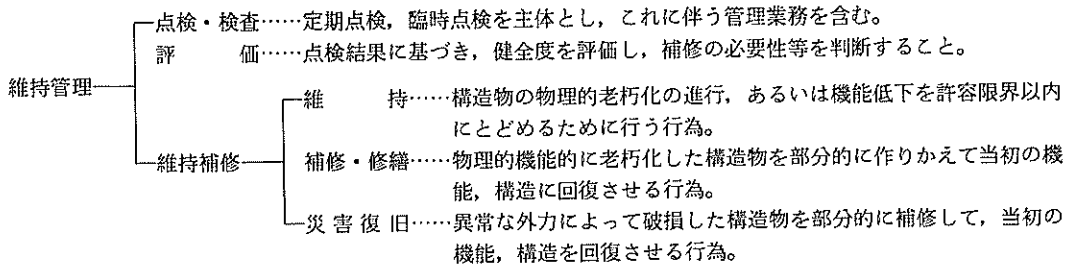 点検・検査……定期点検，臨時点検を主体とし，これに伴う管理業務を含む。
評　　価……点検結果に基づき，健全度を評価し，補修の必要性等を判断すること。
維持管理
維　　持……構造物の物理的老朽化の進行，あるいは機能低下を許容限界以内
にとどめるために行う行為。
維持補修　補修・修繕……物理的機能的に老朽化した構造物を部分的に作りかえて当初の機
能，構造に回復させる行為。
災害復旧……異常な外力によって破損した構造物を部分的に補修して，当初の
機能，構造を回復させる行為。